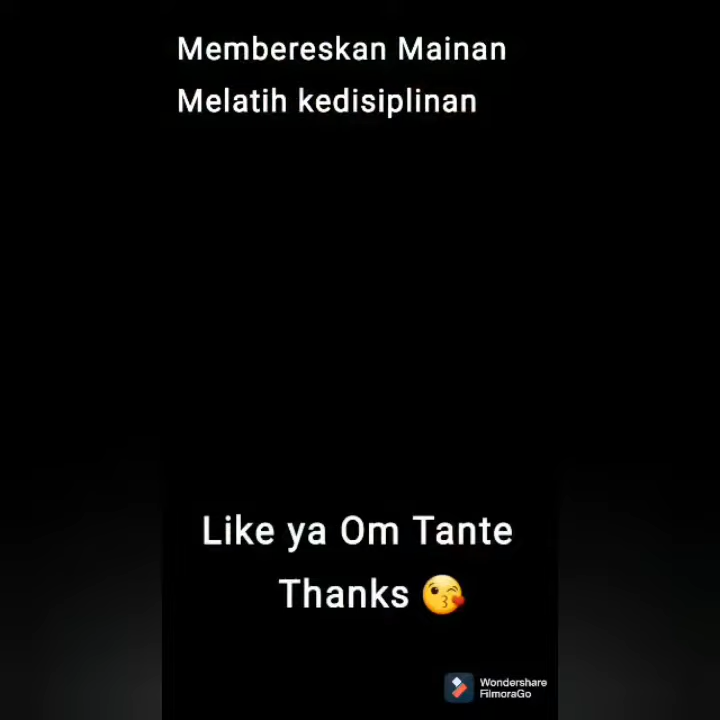 Membereskan Mainan
Melatih kedisiplinan
Like ya Om Tante
Thanks 😘
Wondershare
FilmoraGo